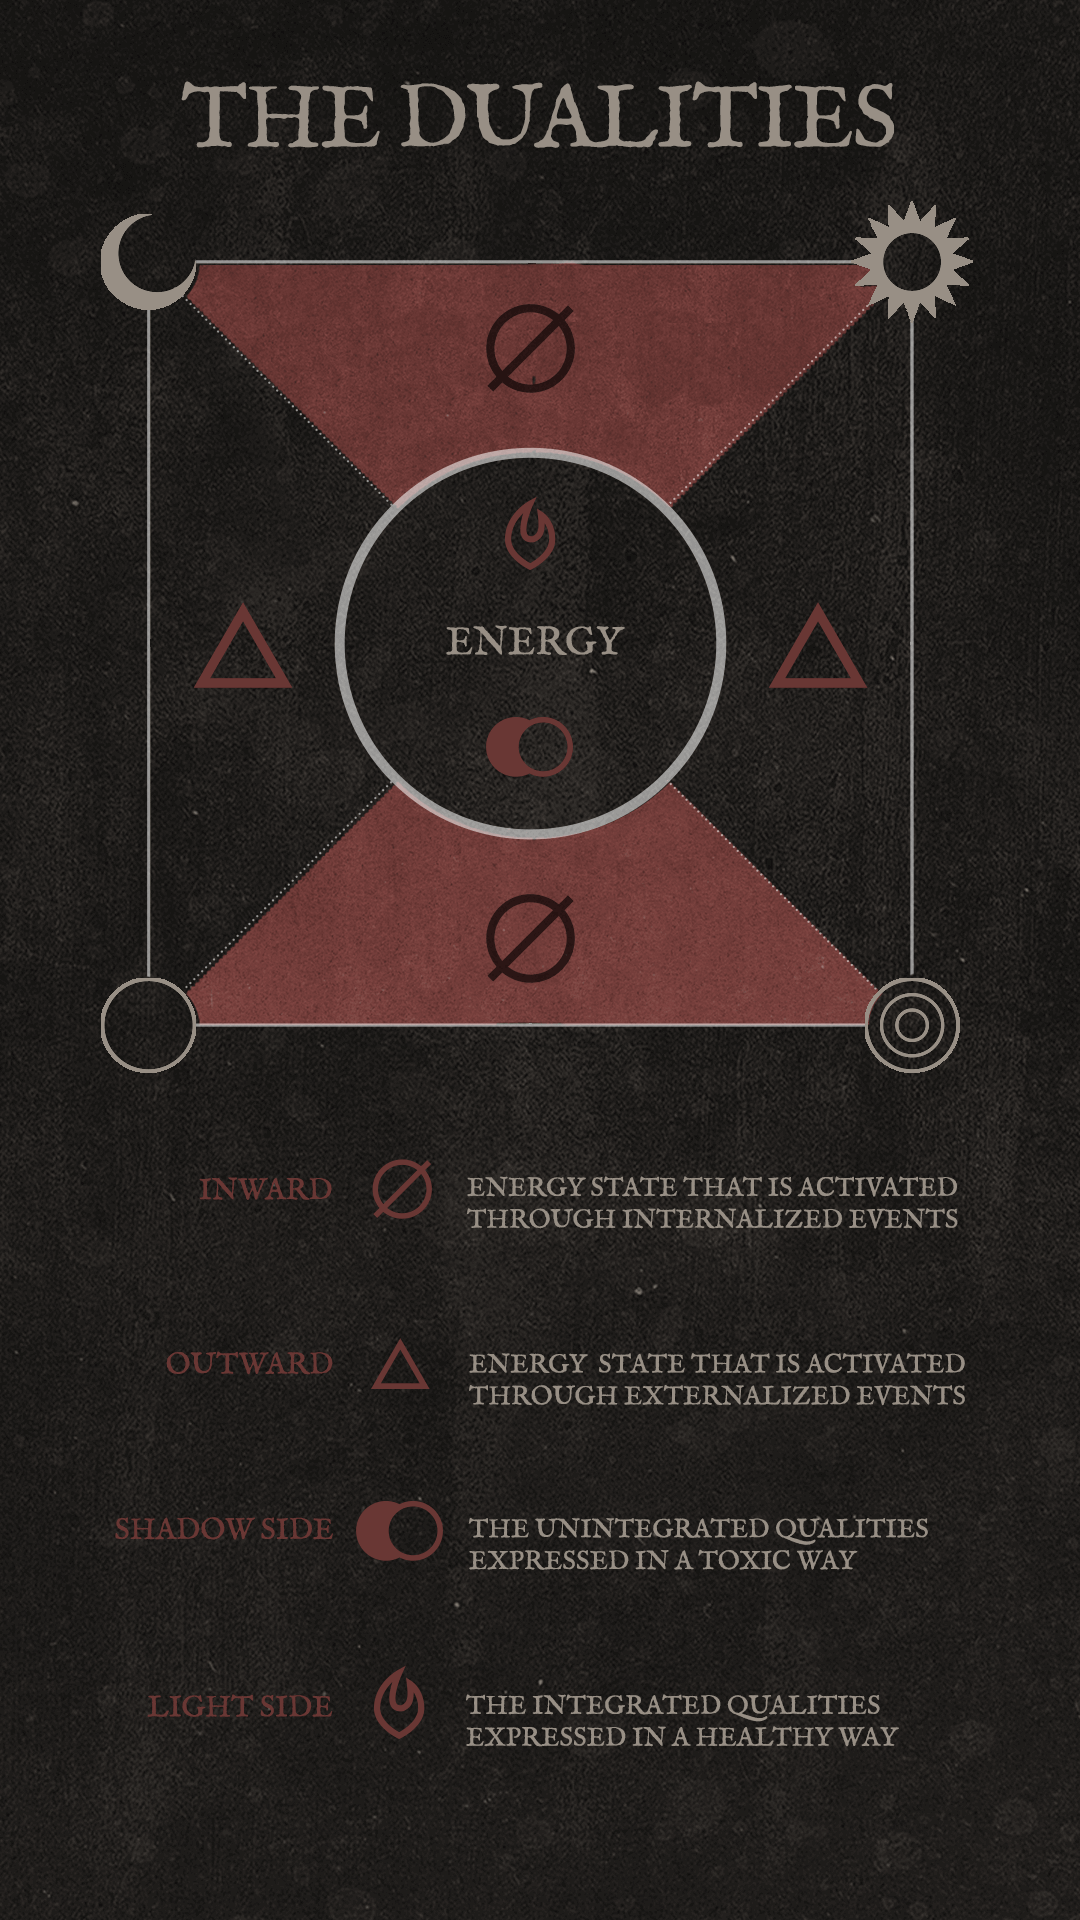 THE DUALITIES
ENERGY
INWARD
ENERGY STATE THAT IS ACTIVATED
THROUGH INTERNALIZED EVENTS
OUTWARD
ENERGY STATE THAT IS ACTIVATED
THROUGH EXTERNALIZED EVENTS
SHADOW SIDE
THE UNINTEGRATED QUALITIES
EXPRESSED IN A TOXIC WAY
LIGHT SIDE
THE INTEGRATED QUALITIES
EXPRESSED IN A HEALTHY WAY